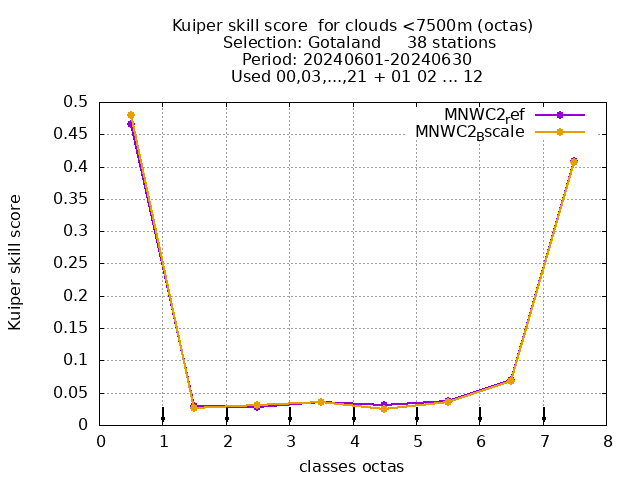 Kuiper skill score  for clouds <7500m (octas)
Selection: Gotaland     38 stations
Period: 20240601-20240630
Used 00,03,...,21 + 01 02 ... 12
MNWC2ref
MNWC2Bscale
0.5
0.45
0.4
0.35
0.3
0.25
0.2
0.15
0.1
0.05
0
Kuiper skill score
0 1 2 3 4 5 6 7 8
classes octas